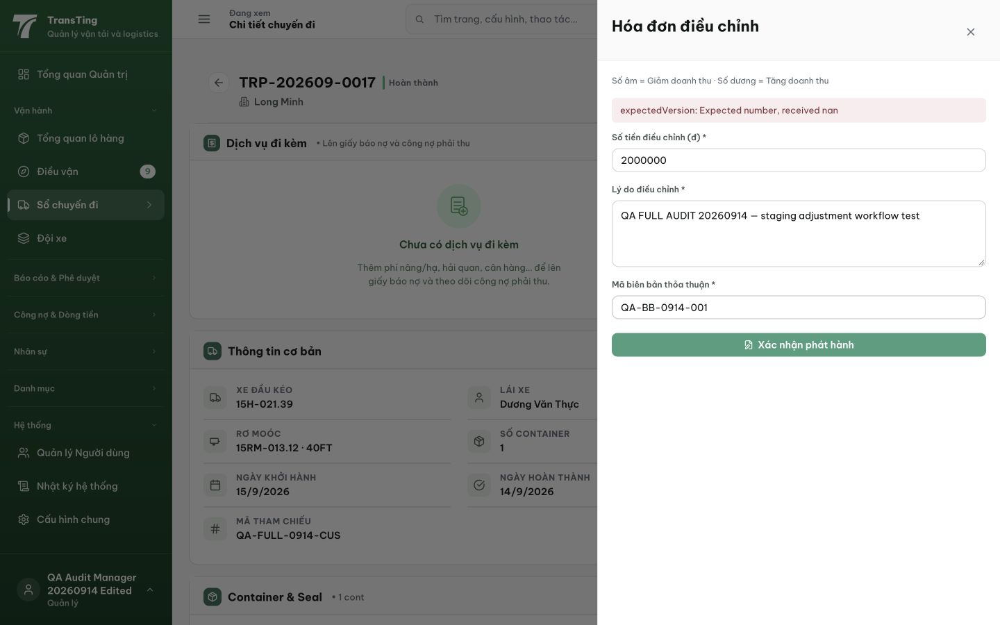 TransTing
Quản lý vận tải và logistics
Tổng quan Quản trị
Vận hành
Tổng quan lô hàng
Điều vận
9
Sổ chuyến đi
Đội xe
Báo cáo & Phê duyệt
Công nợ & Dòng tiền
Nhân sự
Danh mục
Hệ thống
Quản lý Người dùng
Nhật ký hệ thống
Cấu hình chung
QA Audit Manager
20260914 Edited
Quản lý
Đang xem
Chi tiết chuyến đi
Tìm trang, cấu hình, thao tác...
TRP-202609-0017
Hoàn thành
Long Minh
Dịch vụ đi kèm
• Lên giấy báo nợ và công nợ phải thu
Chưa có dịch vụ đi kèm
Thêm phí nâng/hạ, hải quan, cân hàng... để lên
giấy báo nợ và theo dõi công nợ phải thu.
Thông tin cơ bản
XE ĐẦU KÉO
15H-021.39
LÁI XE
Dương Văn Thực
RƠ MOÓC
15RM-013.12 · 40FT
SỐ CONTAINER
1
NGÀY KHỞI HÀNH
15/9/2026
NGÀY HOÀN THÀNH
14/9/2026
MÃ THAM CHIẾU
QA-FULL-0914-CUS
Container & Seal
• 1 cont
Hóa đơn điều chỉnh
Số âm = Giảm doanh thu · Số dương = Tăng doanh thu
expectedVersion: Expected number, received nan
Số tiền điều chỉnh (đ) *
2000000
Lý do điều chỉnh *
QA FULL AUDIT 20260914 — staging adjustment workflow test
Mã biên bản thỏa thuận *
QA-BB-0914-001
Xác nhận phát hành